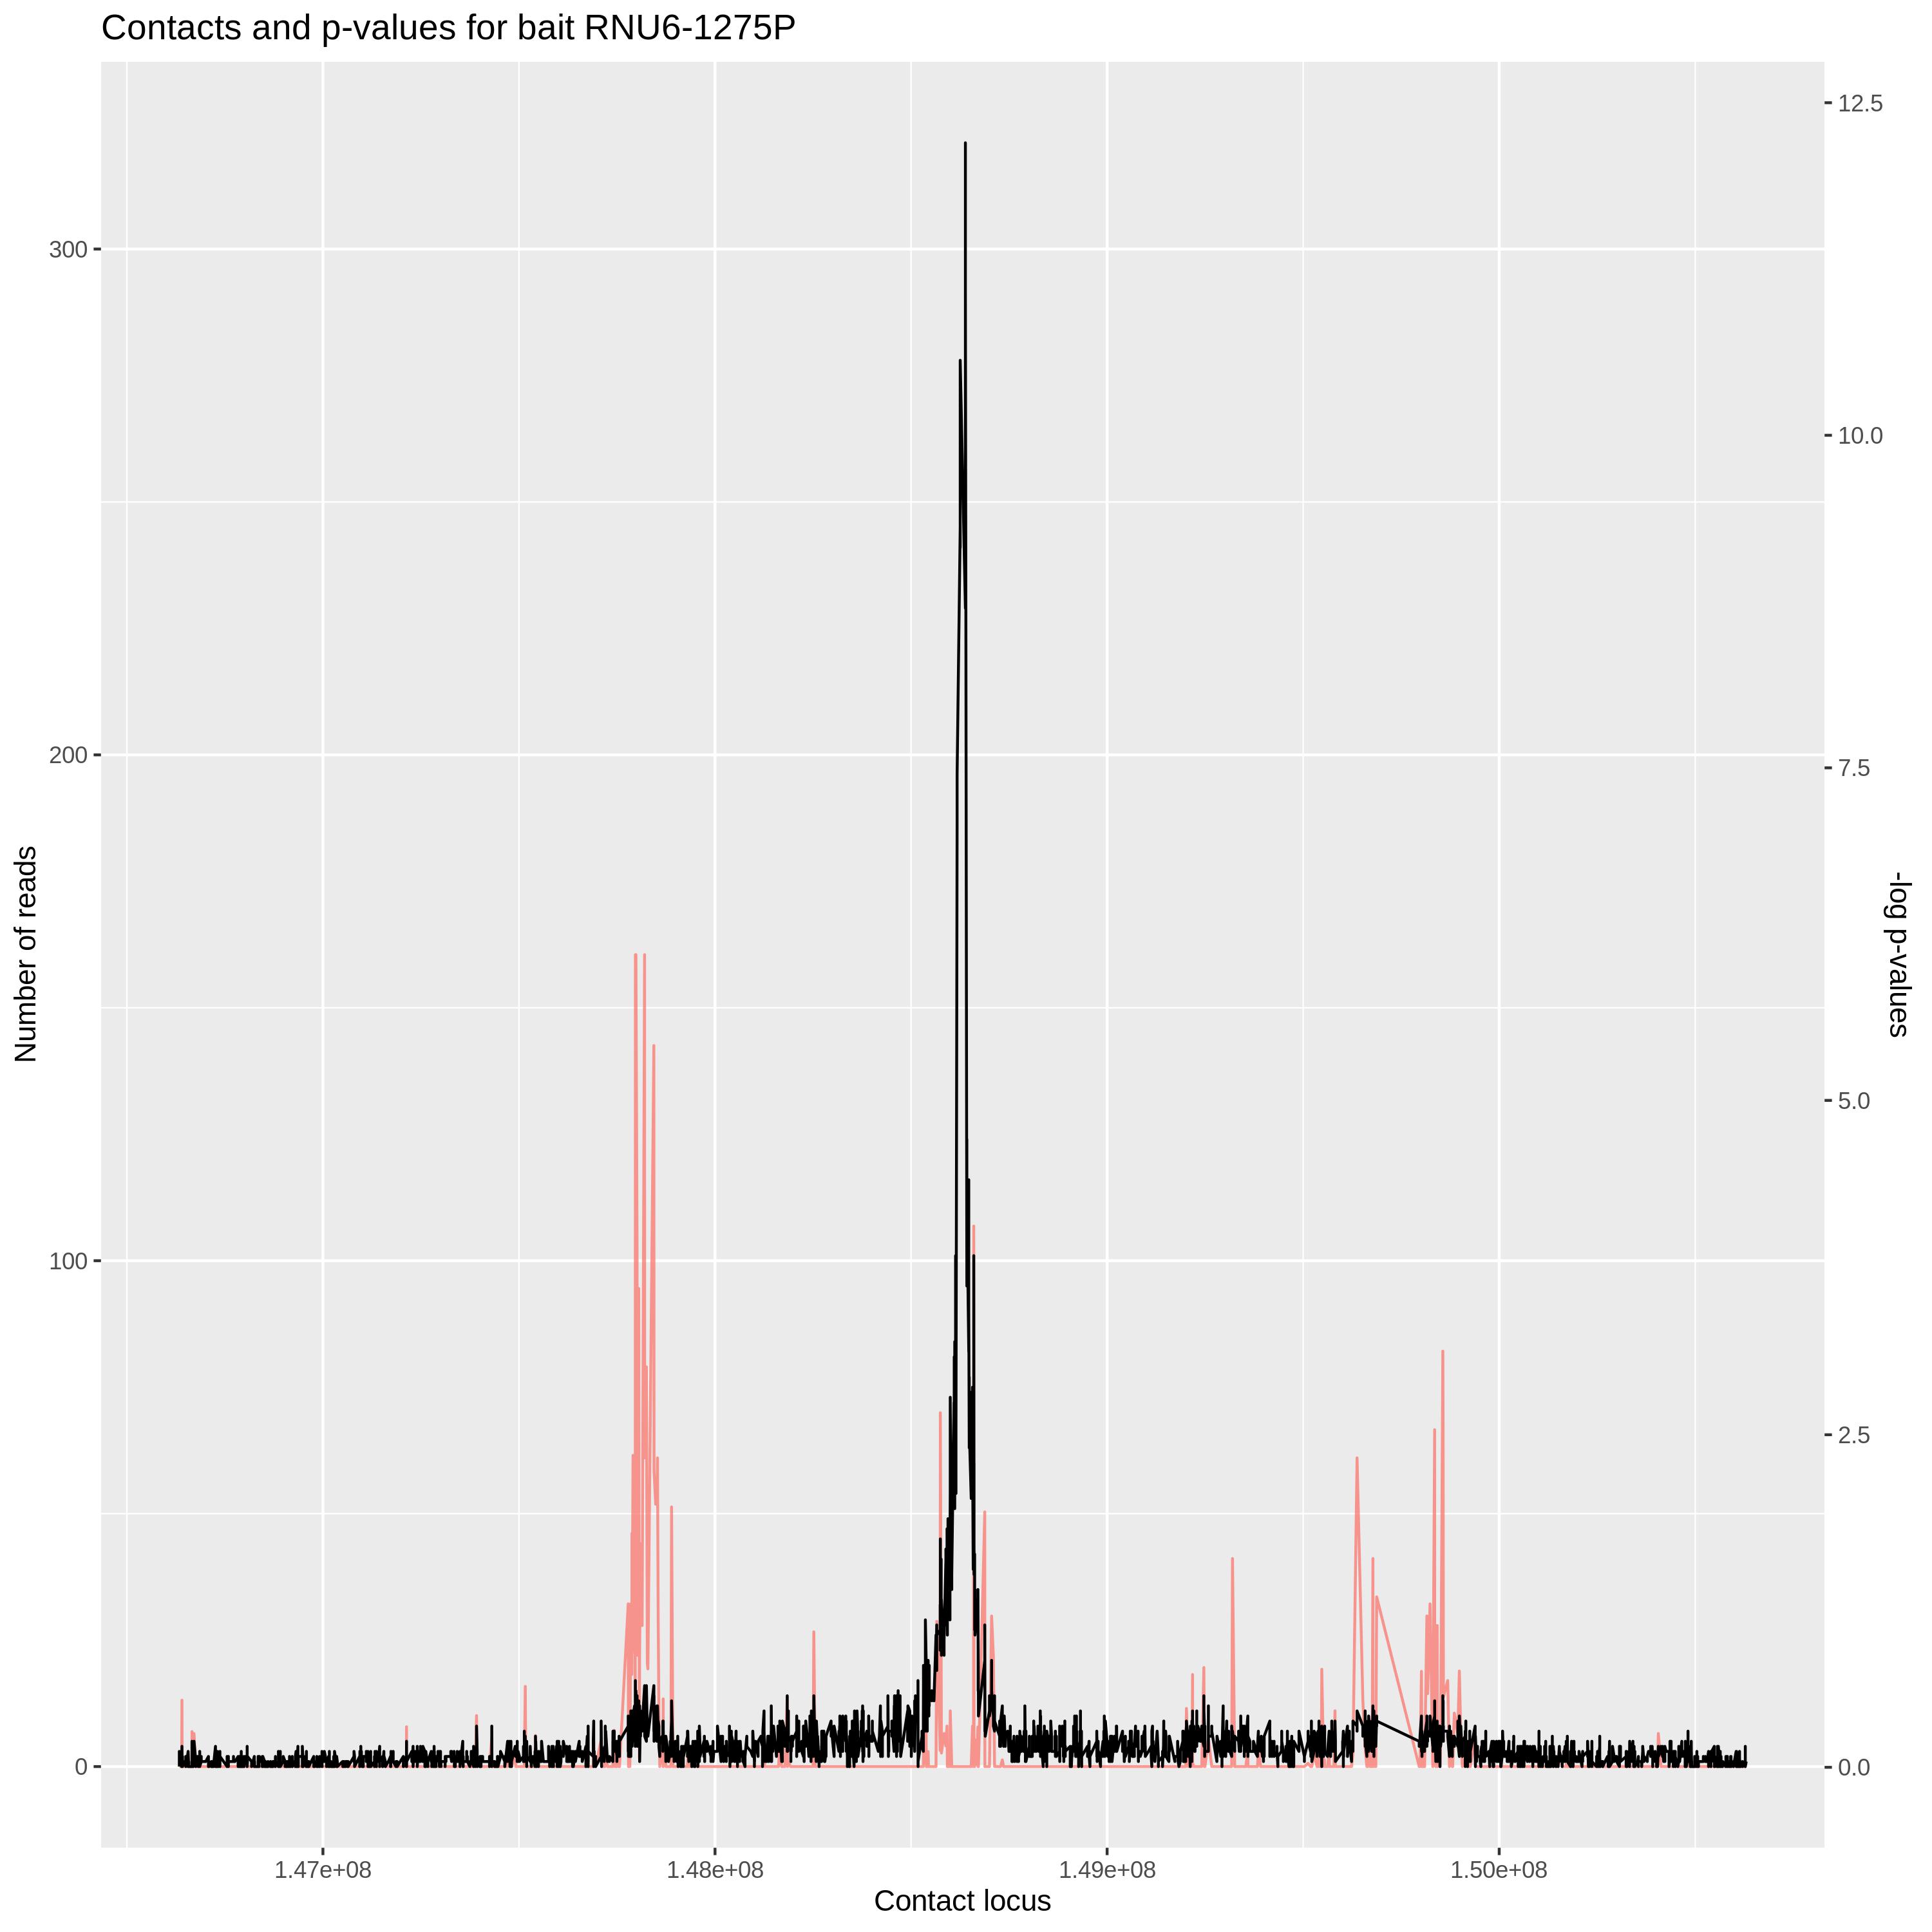 Contacts and p-values for bait RNU6-1275P
12.5
300
10.0
200
7.5
Number of reads
-log p-values
5.0
100
2.5
0
0.0
1.47e+08
1.48e+08
1.49e+08
1.50e+08
Contact locus